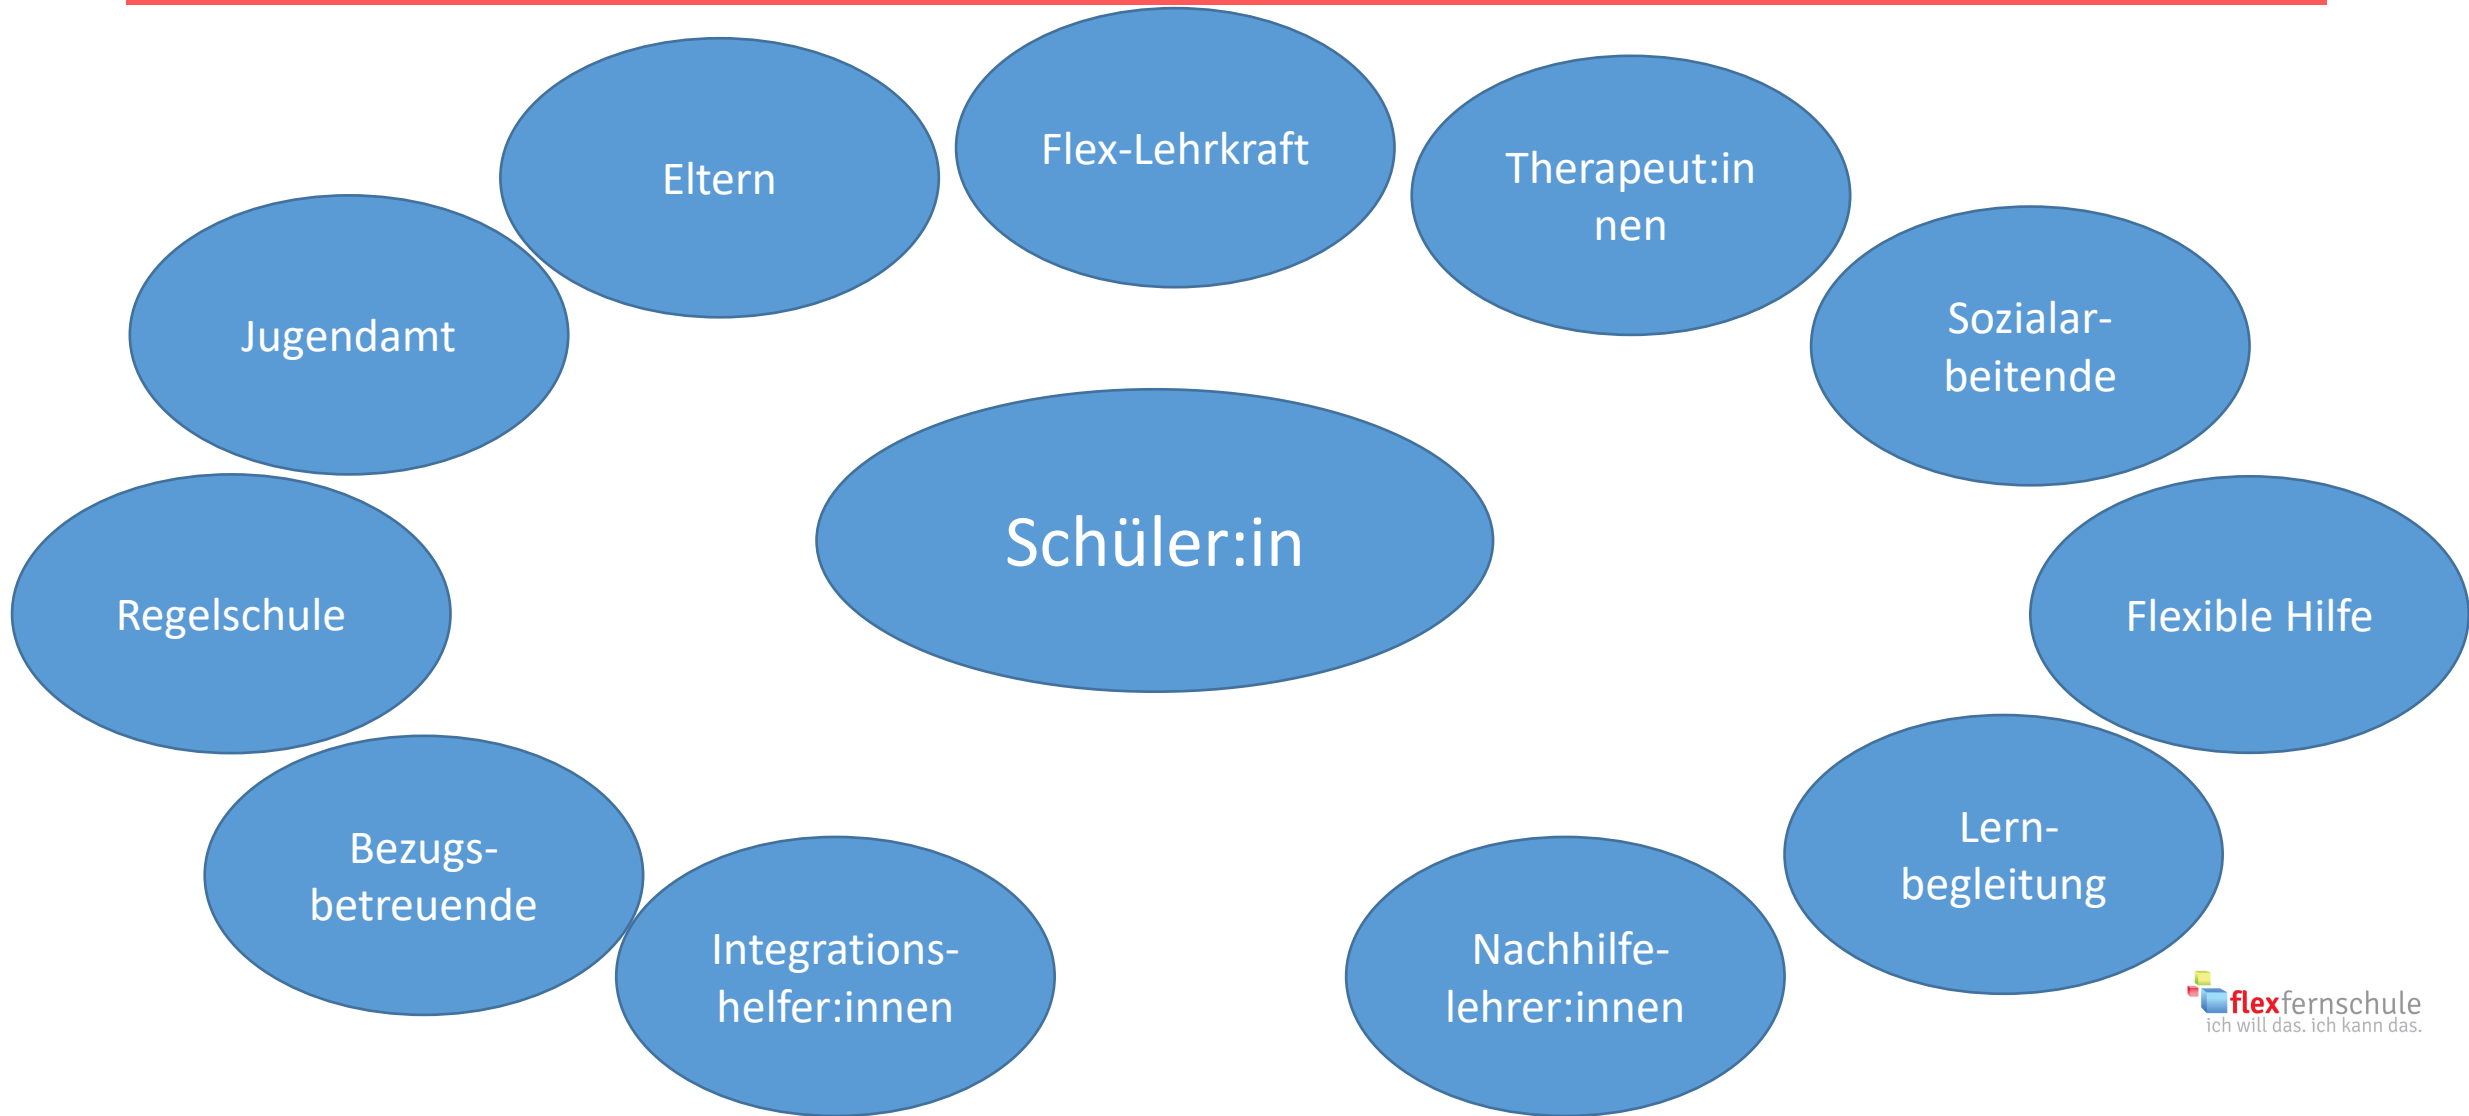 Flex-Lehrkraft
Eltern
Therapeut:in
nen
Jugendamt
Sozialar-
beitende
Schüler:in
Regelschule
Flexible Hilfe
Bezugs-
betreuende
Lern-
begleitung
Integrations-
helfer:innen
Nachhilfe-
lehrer:innen
flexfernschule
ich will das. ich kann das.